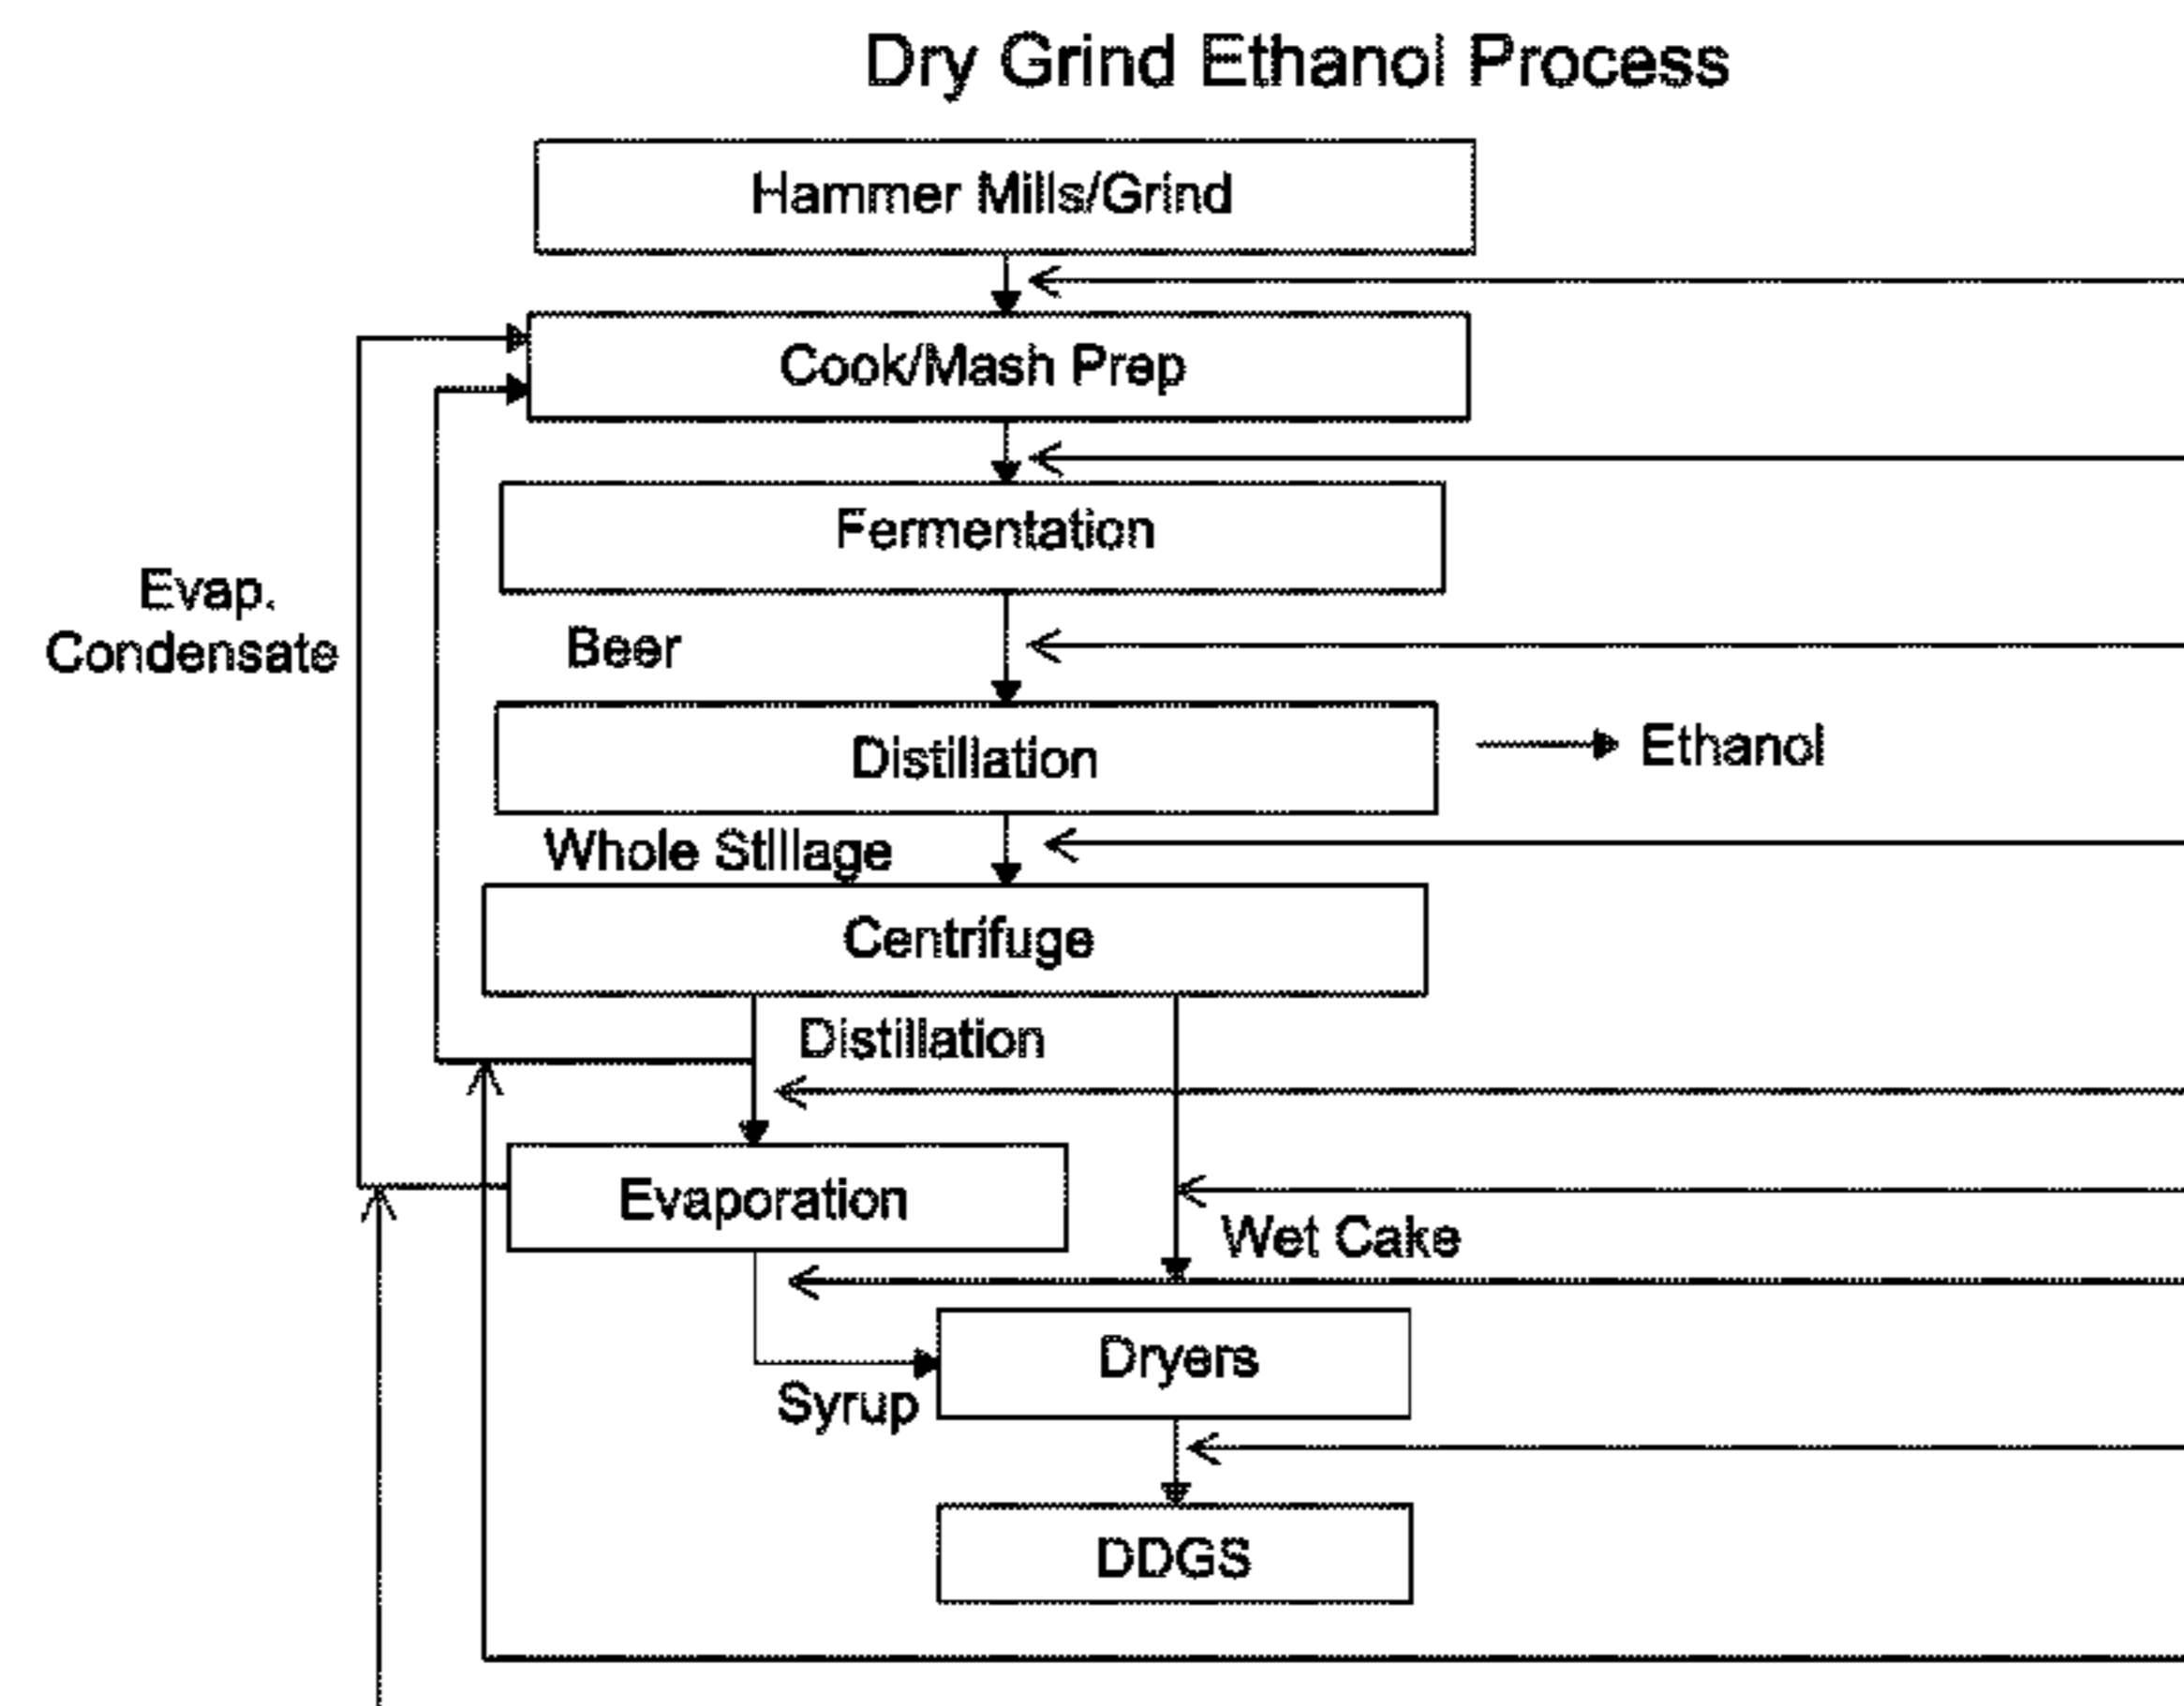 Dry Grind Ethanol Process
Hammer Mills/Grind
Cook/Mash Prep
Fermentation
Evap.
Condensate
Beer
Distillation
Ethanol
Whole Stillage
Centrifuge
Distillation
Evaporation
Wet Cake
Dryers
Syrup
DDGS